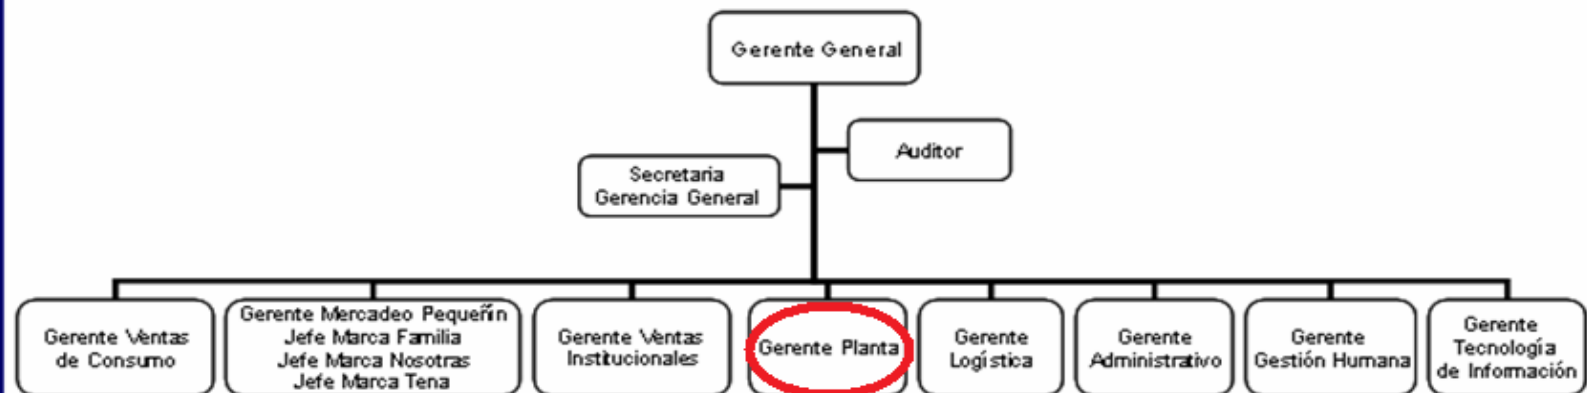 Gerente General
Auditor
Secretaria
Gerencia General
Gerente Ventas
de Consumo
Gerente Mercadeo Pequeñín
Jefe Marca Familia
Jefe Marca Nosotras
Jefe Marca Tena
Gerente Ventas
Institucionales
Gerente Planta
Gerente
Logística
Gerente
Administrativo
Gerente
Gestión Humana
Gerente
Tecnología
de Información